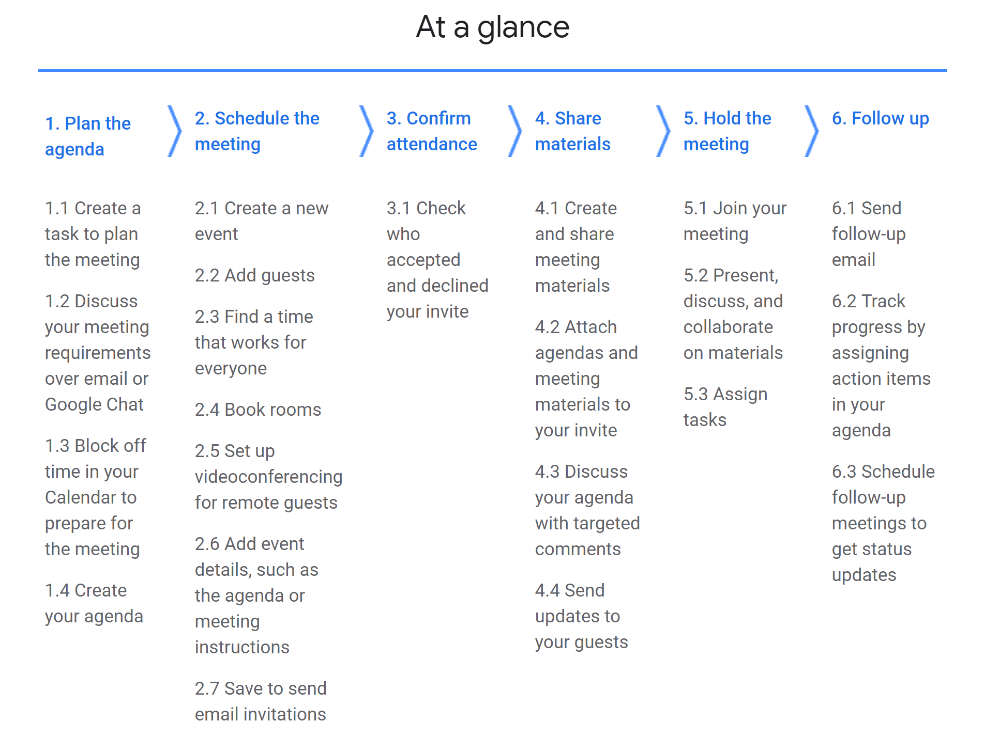 At a glance
1. Plan the
agenda
2. Schedule the
meeting
3. Confirm
attendance
4. Share
materials
5. Hold the
meeting
6. Follow up
1.1 Create a
task to plan
the meeting
1.2 Discuss
your meeting
requirements
over email or
Google Chat
1.3 Block off
time in your
Calendar to
prepare for
the meeting
1.4 Create
your agenda
2.1 Create a new
event
2.2 Add guests
2.3 Find a time
that works for
everyone
2.4 Book rooms
2.5 Set up
videoconferencing
for remote guests
2.6 Add event
details, such as
the agenda or
meeting
instructions
2.7 Save to send
email invitations
3.1 Check
who
accepted
and declined
your invite
4.1 Create
and share
meeting
materials
4.2 Attach
agendas and
meeting
materials to
your invite
4.3 Discuss
your agenda
with targeted
comments
4.4 Send
updates to
your guests
5.1 Join your
meeting
5.2 Present,
discuss, and
collaborate
on materials
5.3 Assign
tasks
6.1 Send
follow-up
email
6.2 Track
progress by
assigning
action items
in your
agenda
6.3 Schedule
follow-up
meetings to
get status
updates